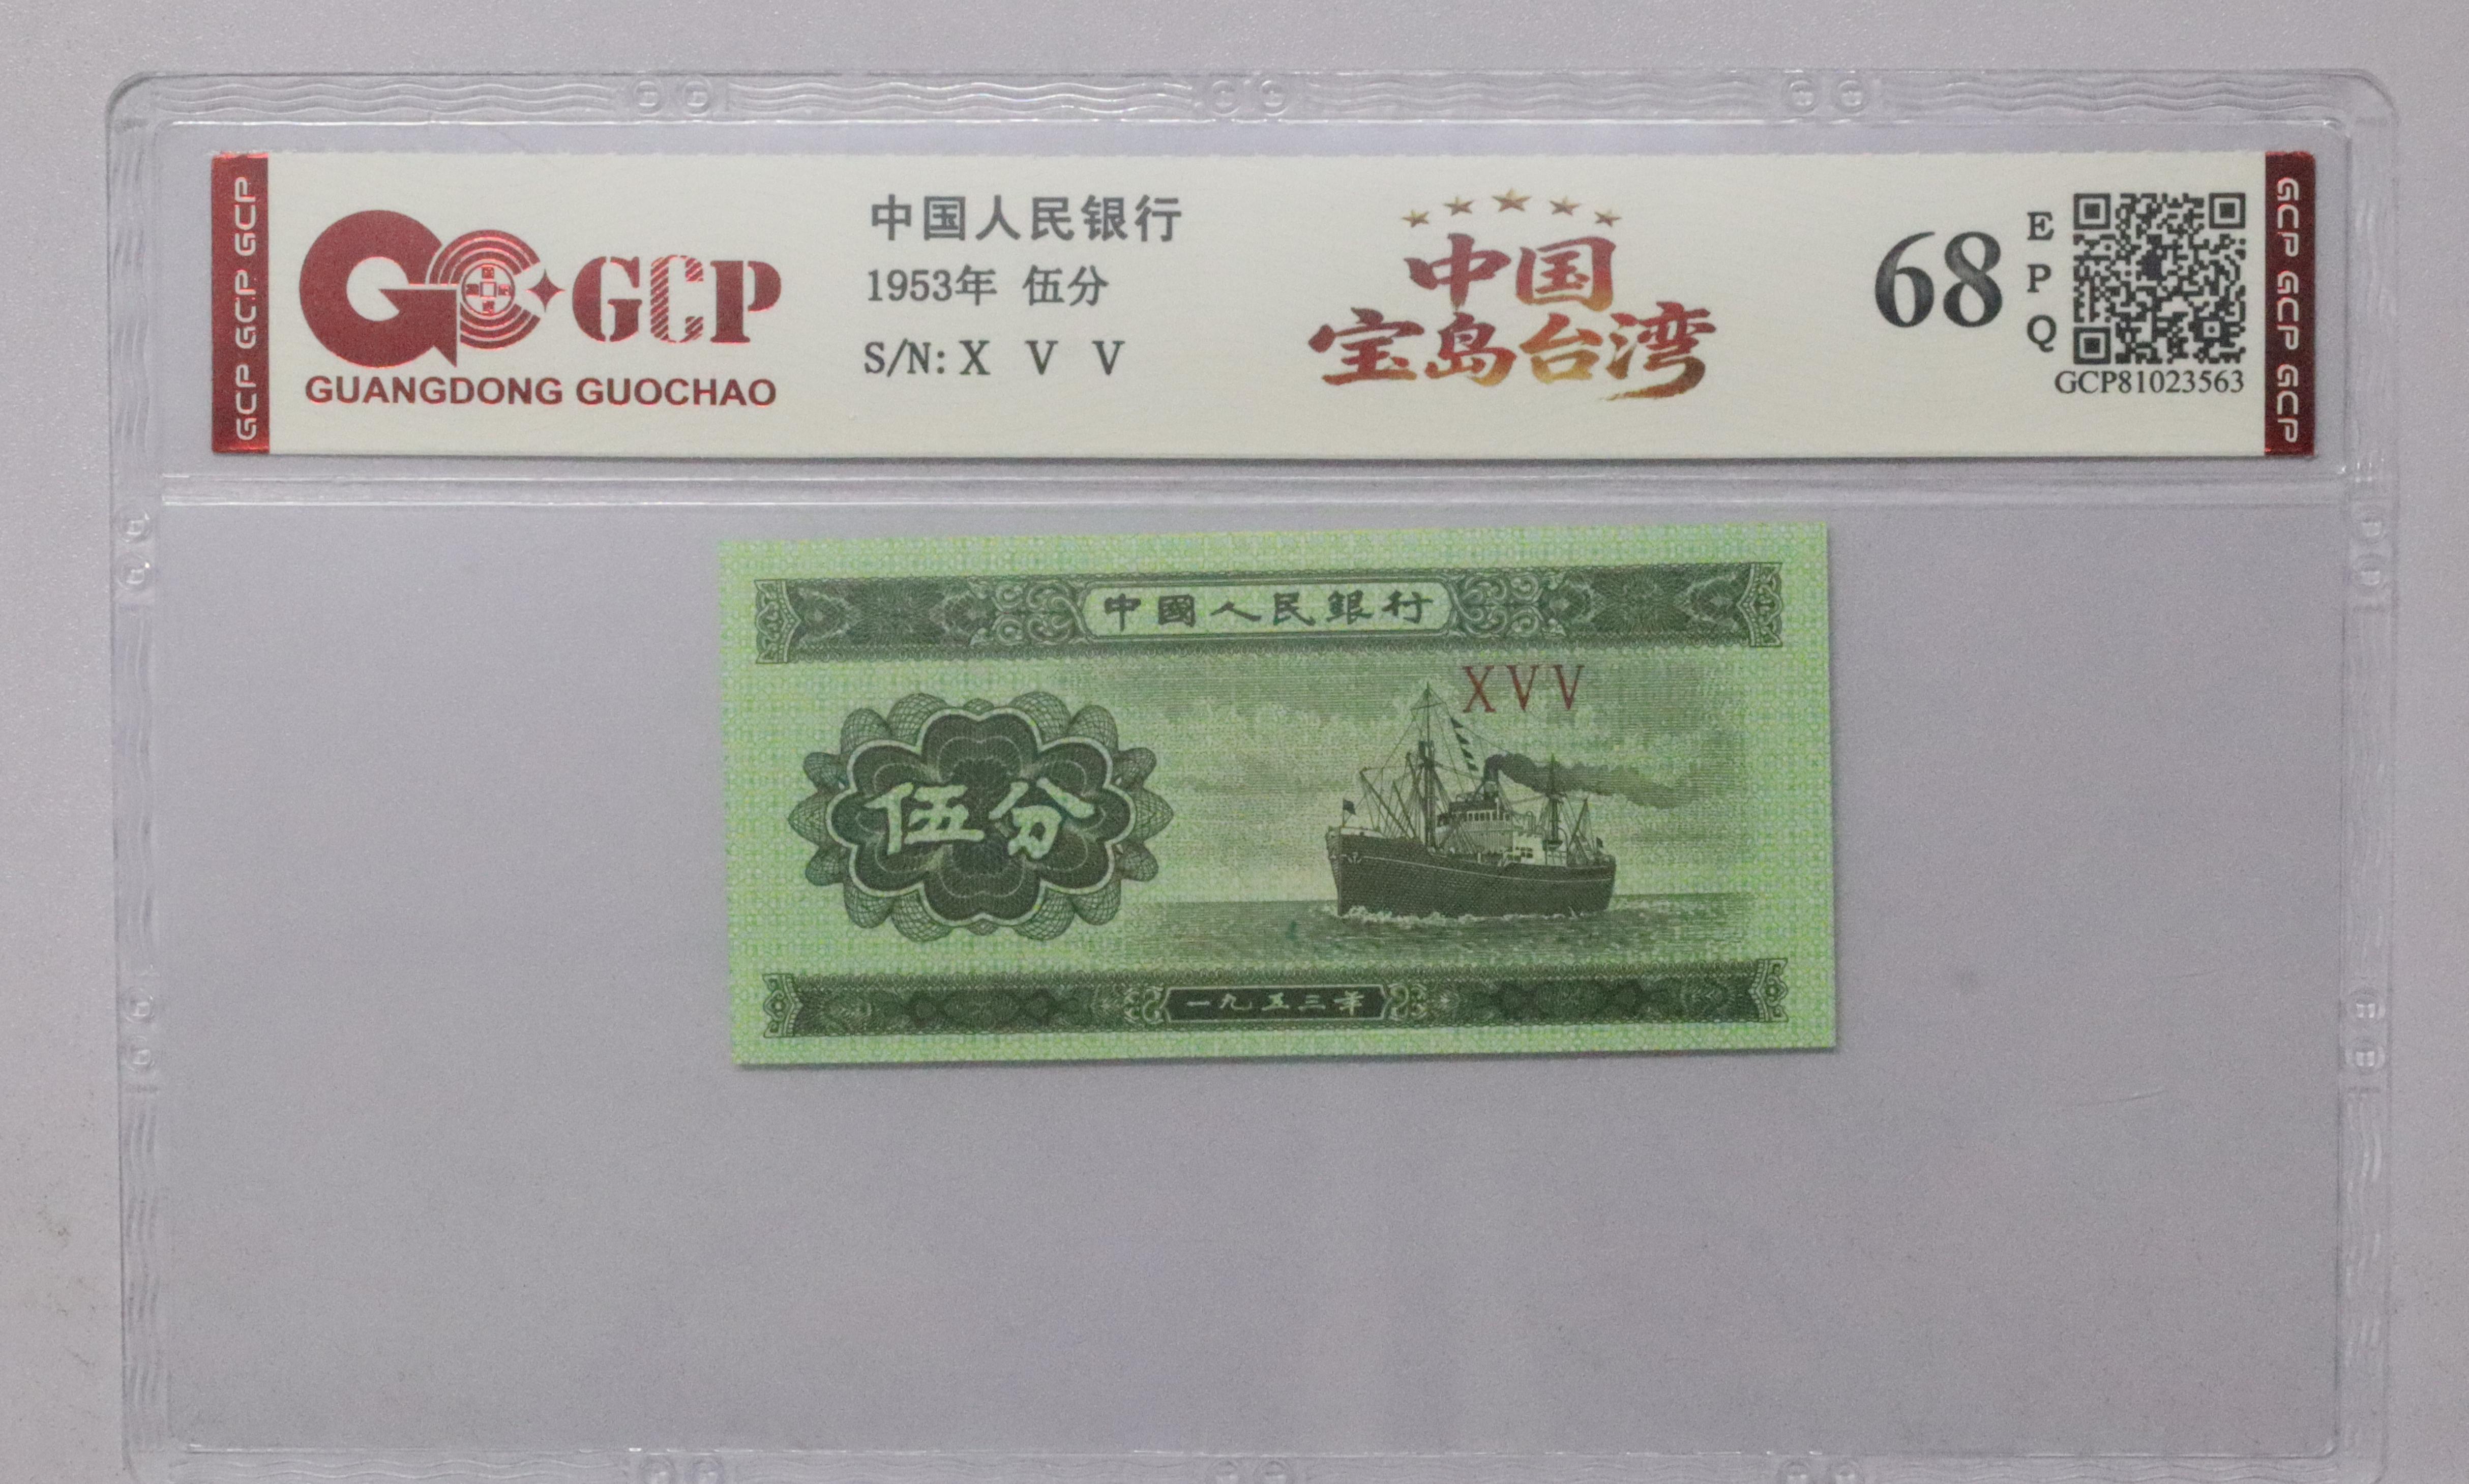 GCP GCP GCP
GCP
GUANGDONG GUOCHAO
中国人民银行
1953年 伍分
S/N: X V V
中国
宝岛台湾
68
E
P
Q
GCP81023563
GCP GCP GCP
中國人民銀行
XVV
伍分
一九五三年